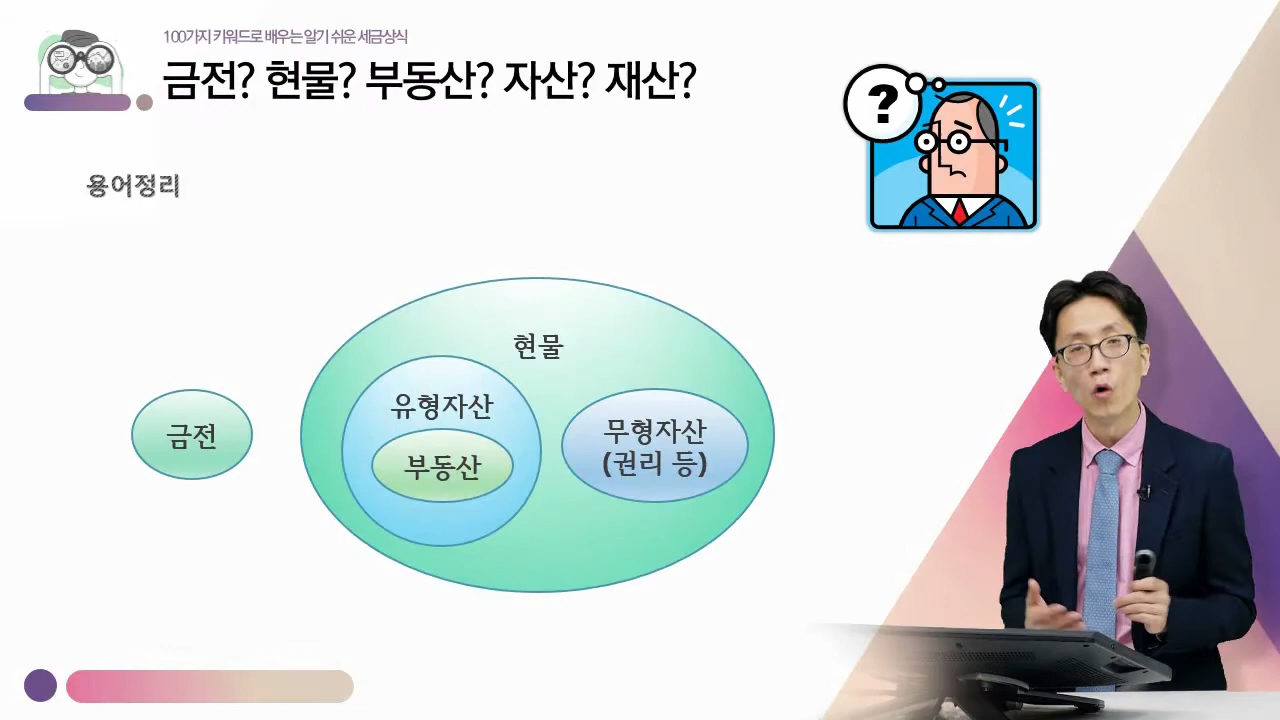 100가지 키워드로 배우는 알기 쉬운 세금상식
금전? 현물? 부동산? 자산? 재산?
?
용어정리
현물
유형자산
금전
부동산
무형자산
(권리 등)